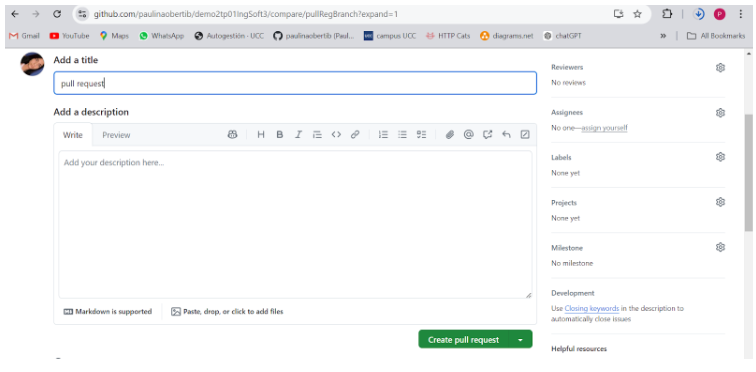 github.com/paulinaobertib/demo2tp01IngSoft3/compare/pullReqBranch?expand=1
Gmail YouTube Maps WhatsApp Autogestión - UCC paulinaobertib (Paul... campus UCC HTTP Cats diagrams.net chatGPT » All Bookmarks
Add a title
pull request
Add a description
Write Preview
Add your description here...
Markdown is supported Paste, drop, or click to add files
Create pull request
Reviewers
No reviews
Assignees
No one—assign yourself
Labels
None yet
Projects
None yet
Milestone
No milestone
Development
Use Closing keywords in the description to
automatically close issues
Helpful resources